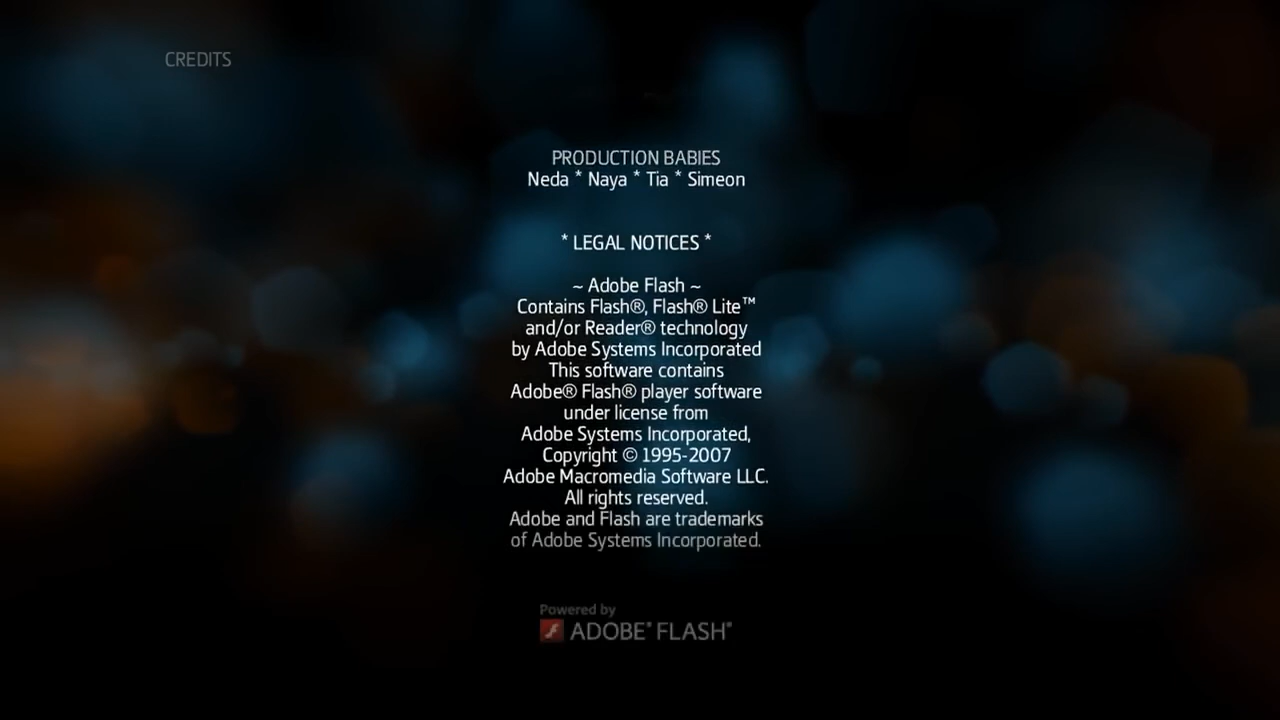 CREDITS
PRODUCTION BABIES
Neda * Naya * Tia * Simeon
* LEGAL NOTICES *
~ Adobe Flash ~
Contains Flash®, Flash® Lite™
and/or Reader® technology
by Adobe Systems Incorporated
This software contains
Adobe® Flash® player software
under license from
Adobe Systems Incorporated,
Copyright © 1995-2007
Adobe Macromedia Software LLC.
All rights reserved.
Adobe and Flash are trademarks
of Adobe Systems Incorporated.
Powered by
ADOBE® FLASH®